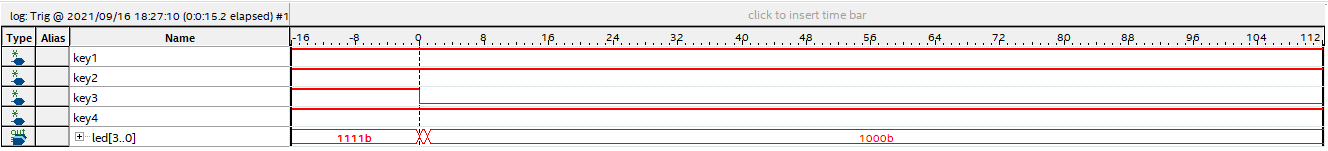 log: Trig @ 2021/09/16 18:27:10 (0:0:15.2 elapsed) #1 click to insert time bar
Type Alias Name -16 -8 0 8 16 24 32 40 48 56 64 72 80 88 96 104 112
key1
key2
key3
key4
out led[3..0] 1111b 1000b